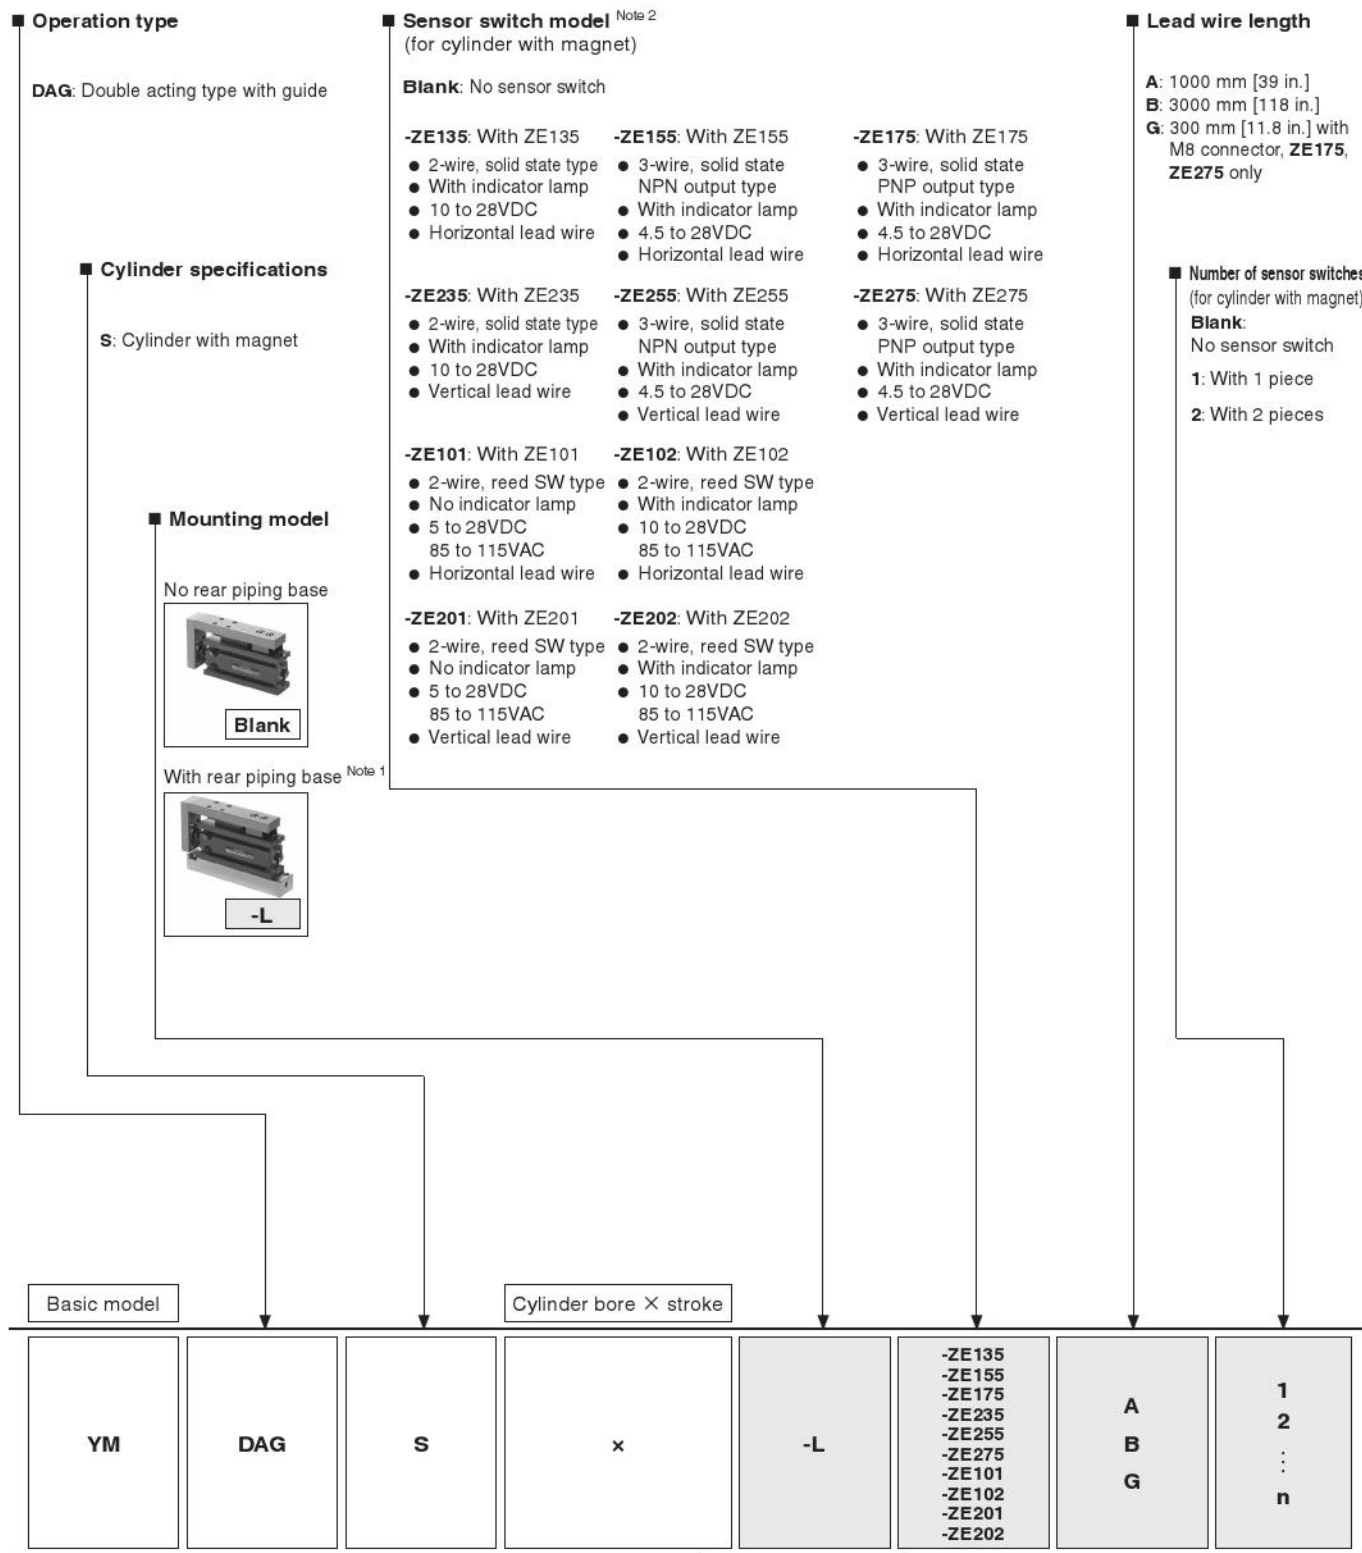 ■ Operation type
DAG: Double acting type with guide
■ Cylinder specifications
S: Cylinder with magnet
■ Mounting model
No rear piping base
Blank
With rear piping base Note 1
-L
■ Sensor switch model Note 2
(for cylinder with magnet)
Blank: No sensor switch
-ZE135: With ZE135
● 2-wire, solid state type
● With indicator lamp
● 10 to 28VDC
● Horizontal lead wire
-ZE155: With ZE155
● 3-wire, solid state
NPN output type
● With indicator lamp
● 4.5 to 28VDC
● Horizontal lead wire
-ZE175: With ZE175
● 3-wire, solid state
PNP output type
● With indicator lamp
● 4.5 to 28VDC
● Horizontal lead wire
-ZE235: With ZE235
● 2-wire, solid state type
● With indicator lamp
● 10 to 28VDC
● Vertical lead wire
-ZE255: With ZE255
● 3-wire, solid state
NPN output type
● With indicator lamp
● 4.5 to 28VDC
● Vertical lead wire
-ZE275: With ZE275
● 3-wire, solid state
PNP output type
● With indicator lamp
● 4.5 to 28VDC
● Vertical lead wire
-ZE101: With ZE101
● 2-wire, reed SW type
● No indicator lamp
● 5 to 28VDC
85 to 115VAC
● Horizontal lead wire
-ZE102: With ZE102
● 2-wire, reed SW type
● With indicator lamp
● 10 to 28VDC
85 to 115VAC
● Horizontal lead wire
-ZE201: With ZE201
● 2-wire, reed SW type
● No indicator lamp
● 5 to 28VDC
85 to 115VAC
● Vertical lead wire
-ZE202: With ZE202
● 2-wire, reed SW type
● With indicator lamp
● 10 to 28VDC
85 to 115VAC
● Vertical lead wire
■ Lead wire length
A: 1000 mm [39 in.]
B: 3000 mm [118 in.]
G: 300 mm [11.8 in.] with
M8 connector, ZE175,
ZE275 only
■ Number of sensor switches
(for cylinder with magnet)
Blank:
No sensor switch
1: With 1 piece
2: With 2 pieces
Basic model
Cylinder bore × stroke
YM
DAG
S
×
-L
-ZE135
-ZE155
-ZE175
-ZE235
-ZE255
-ZE275
-ZE101
-ZE102
-ZE201
-ZE202
A
B
G
1
2
⋮
n